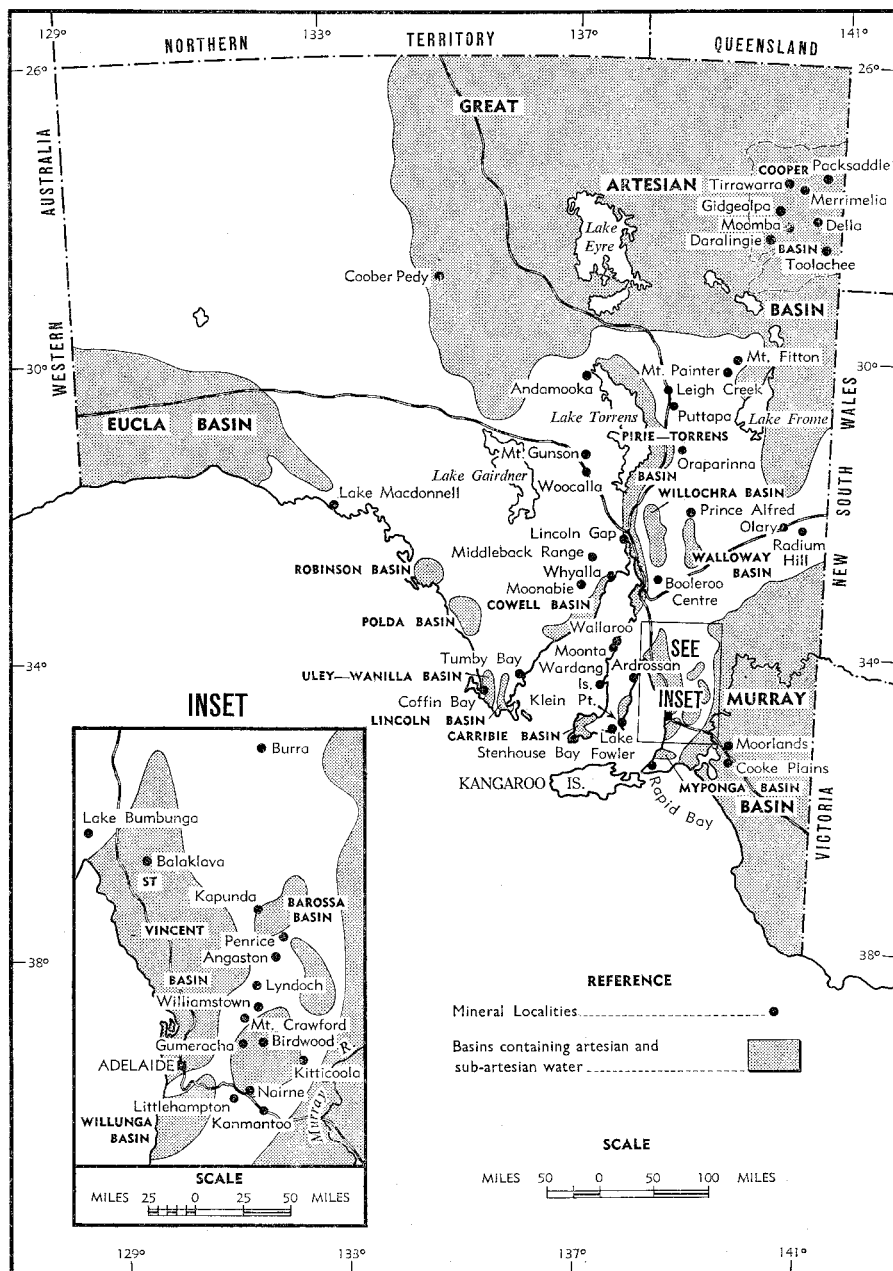 129°
133°
137°
141°
NORTHERN
TERRITORY
QUEENSLAND
26°
26°
GREAT
AUSTRALIA
COOPER
Packsaddle
ARTESIAN
Tirrawarra
Merrimelia
Gidgealpa
Lake
Eyre
Moomba
Della
Daralingie
BASIN
Toolachee
Coober Pedy
BASIN
WESTERN
30°
30°
Mt. Fitton
Mt. Painter
Andamooka
Leigh Creek
Lake Torrens
Puttapa
Lake Frome
WALES
EUCLA BASIN
PIRIE—TORRENS
Mt. Gunson
Oraparinna
Lake Gairdner
BASIN
Woocalla
WILLOCHRA BASIN
Lake Macdonnell
Prince Alfred
SOUTH
Lincoln Gap
Olary
Middleback Range
Radium
Hill
WALLOWAY
BASIN
ROBINSON BASIN
Whyalla
Moonabie
Booleroo
Centre
NEW
COWELL BASIN
POLDA BASIN
Wallaroo
34°
34°
Moonta
SEE
Tumby Bay
Wardang
Is.
Ardrossan
ULEY—WANILLA BASIN
INSET
MURRAY
Coffin Bay
Klein
Pt.
LINCOLN BASIN
CARRIBIE BASIN
Lake
Fowler
Moorlands
Stenhouse Bay
Cooke Plains
KANGAROO
IS.
Rapid Bay
MYPONGA BASIN
BASIN
VICTORIA
INSET
Burra
Lake Bumbunga
Balaklava
ST
Kapunda
BAROSSA
BASIN
VINCENT
Penrice
Angaston
BASIN
Lyndoch
Williamstown
Mt. Crawford
Gumeracha
Birdwood
ADELAIDE
Kitticoola
R.
Nairne
Littlehampton
Murray
WILLUNGA
BASIN
Kanmantoo
SCALE
MILES 25 0 25 50 MILES
38°
38°
REFERENCE
Mineral Localities
Basins containing artesian and
sub-artesian water
SCALE
MILES 50 0 50 100 MILES
129°
133°
137°
141°